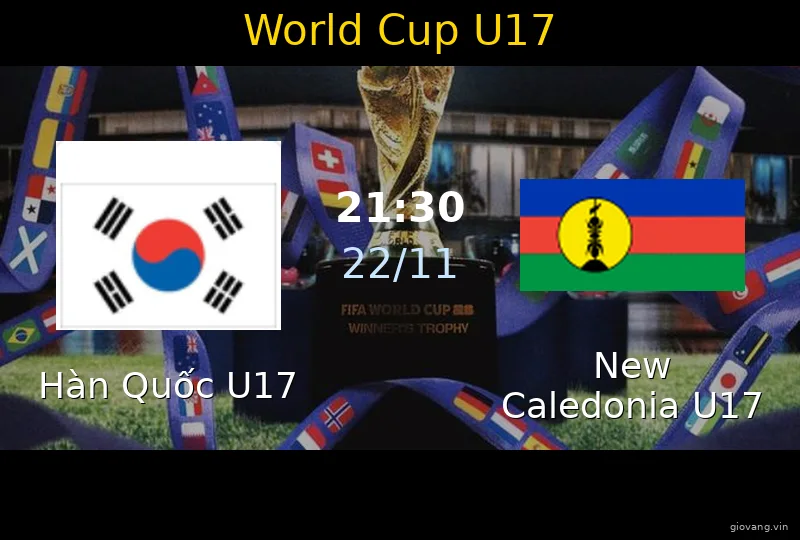 World Cup U17
21:30
22/11
FIFA WORLD CUP 26
WINNER'S TROPHY
Hàn Quốc U17
New
Caledonia U17
giovang.vin